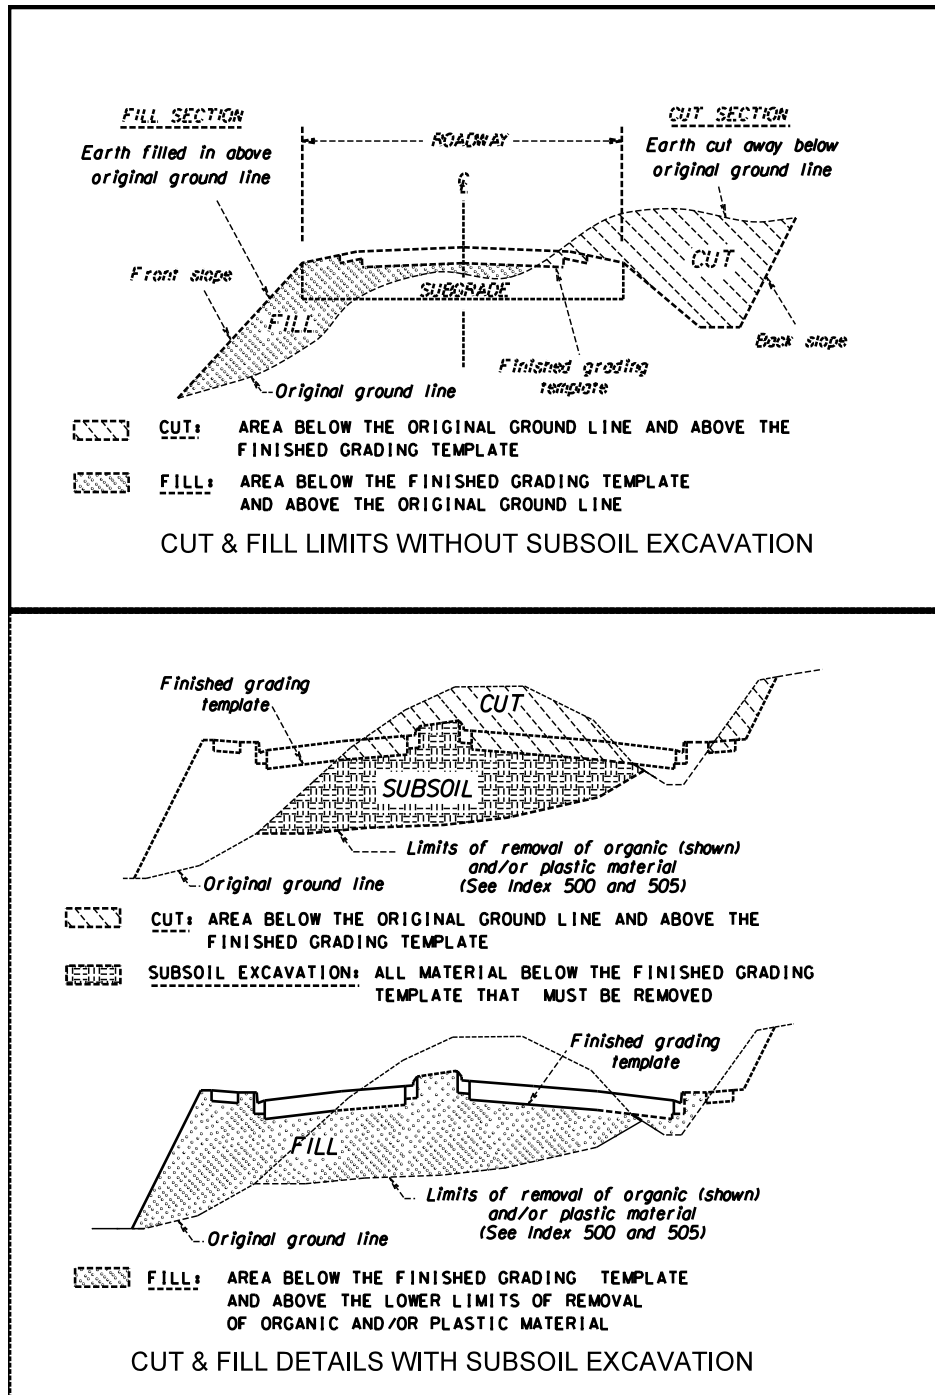 FILL SECTION
Earth filled in above
original ground line
ROADWAY
CUT SECTION
Earth cut away below
original ground line
Front slope
CUT
SUBGRADE
FILL
Back slope
Finished grading
template
Original ground line
CUT: AREA BELOW THE ORIGINAL GROUND LINE AND ABOVE THE
FINISHED GRADING TEMPLATE
FILL: AREA BELOW THE FINISHED GRADING TEMPLATE
AND ABOVE THE ORIGINAL GROUND LINE
CUT & FILL LIMITS WITHOUT SUBSOIL EXCAVATION
Finished grading
template
CUT
SUBSOIL
Limits of removal of organic (shown)
and/or plastic material
(See Index 500 and 505)
Original ground line
CUT: AREA BELOW THE ORIGINAL GROUND LINE AND ABOVE THE
FINISHED GRADING TEMPLATE
SUBSOIL EXCAVATION: ALL MATERIAL BELOW THE FINISHED GRADING
TEMPLATE THAT MUST BE REMOVED
Finished grading
template
FILL
Limits of removal of organic (shown)
and/or plastic material
(See Index 500 and 505)
Original ground line
FILL: AREA BELOW THE FINISHED GRADING TEMPLATE
AND ABOVE THE LOWER LIMITS OF REMOVAL
OF ORGANIC AND/OR PLASTIC MATERIAL
CUT & FILL DETAILS WITH SUBSOIL EXCAVATION